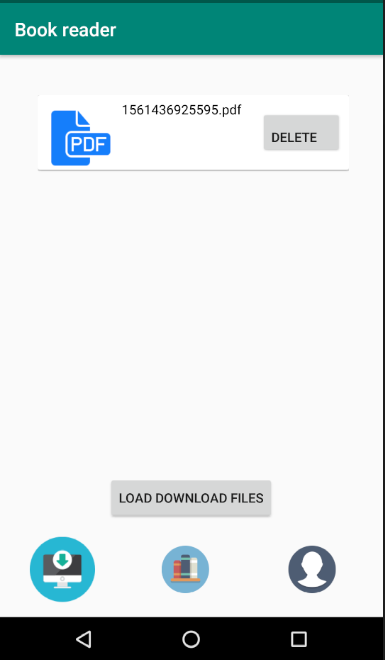 Book reader
1561436925595.pdf
PDF
DELETE
LOAD DOWNLOAD FILES